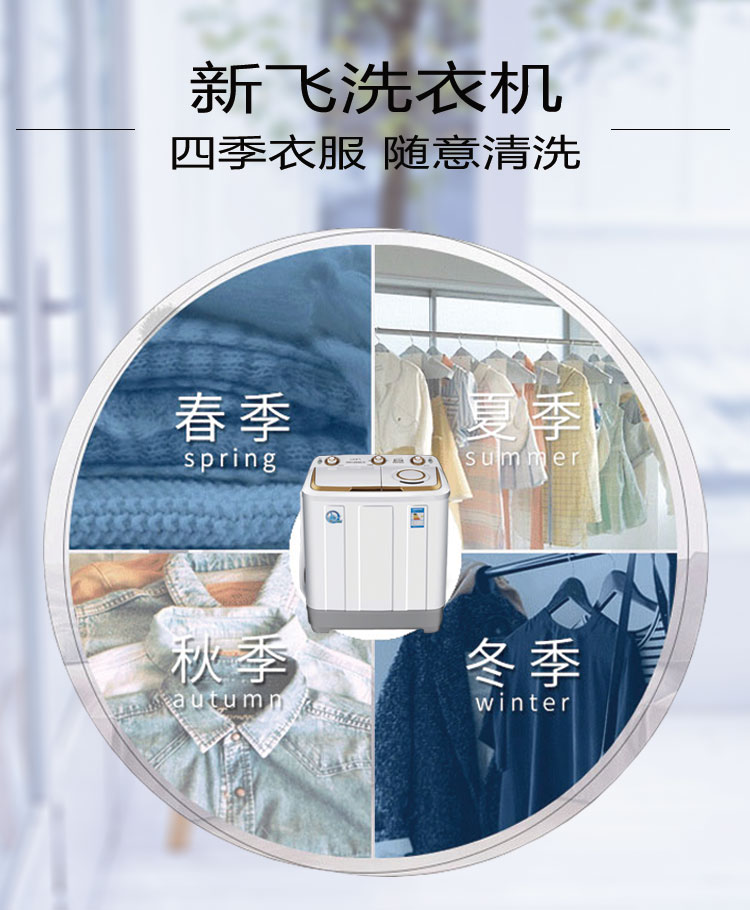 新飞洗衣机
四季衣服 随意清洗
春季
spring
夏季
summer
秋季
autumn
冬季
winter